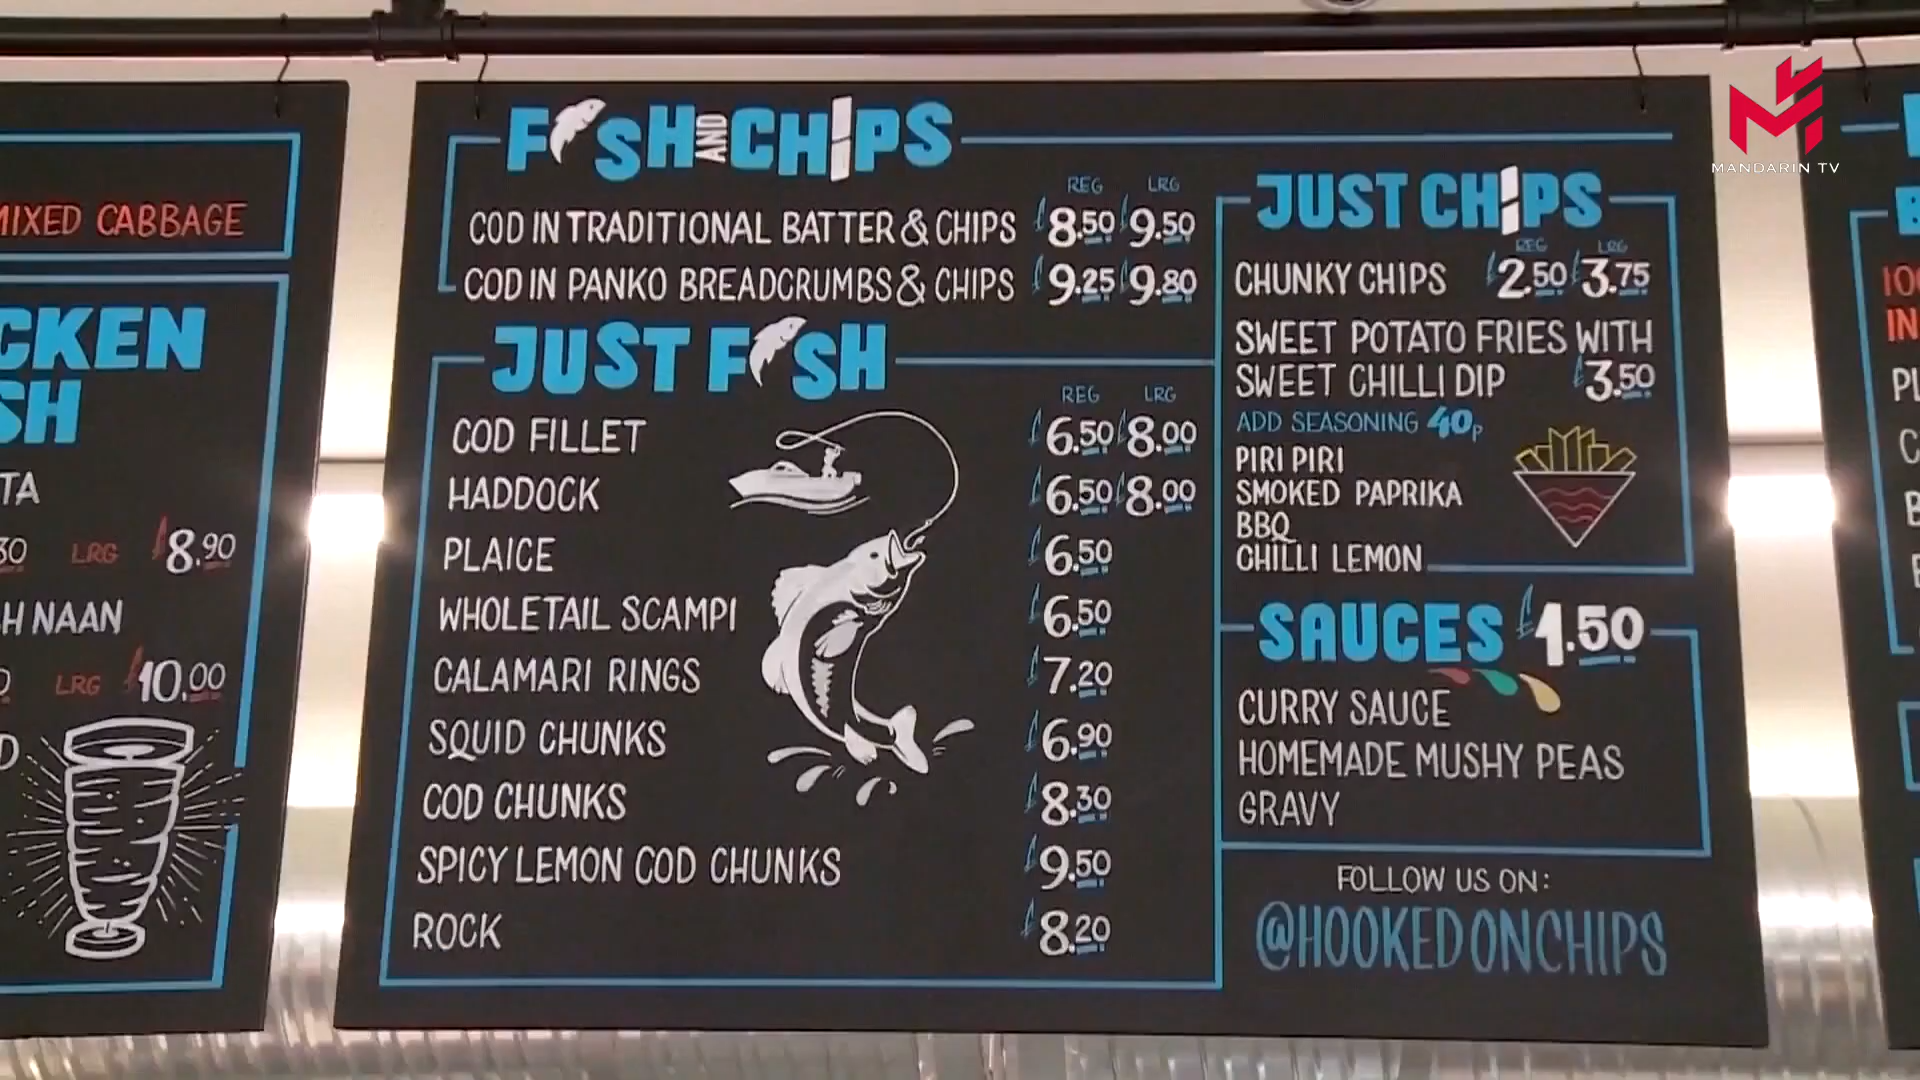 MIXED CABBAGE
£8.90
LRG
H NAAN
LRG £10.00
FISH AND CHIPS
REG LRG
COD IN TRADITIONAL BATTER & CHIPS £8.50 £9.50
COD IN PANKO BREADCRUMBS & CHIPS £9.25 £9.80
JUST FISH
REG LRG
COD FILLET £6.50 £8.00
HADDOCK £6.50 £8.00
PLAICE £6.50
WHOLETAIL SCAMPI £6.50
CALAMARI RINGS £7.20
SQUID CHUNKS £6.90
COD CHUNKS £8.30
SPICY LEMON COD CHUNKS £9.50
ROCK £8.20
JUST CHIPS
REG LRG
CHUNKY CHIPS £2.50 £3.75
SWEET POTATO FRIES WITH
SWEET CHILLI DIP £3.50
ADD SEASONING 40p
PIRI PIRI
SMOKED PAPRIKA
BBQ
CHILLI LEMON
SAUCES £1.50
CURRY SAUCE
HOMEMADE MUSHY PEAS
GRAVY
FOLLOW US ON:
@HOOKEDONCHIPS
MANDARIN TV